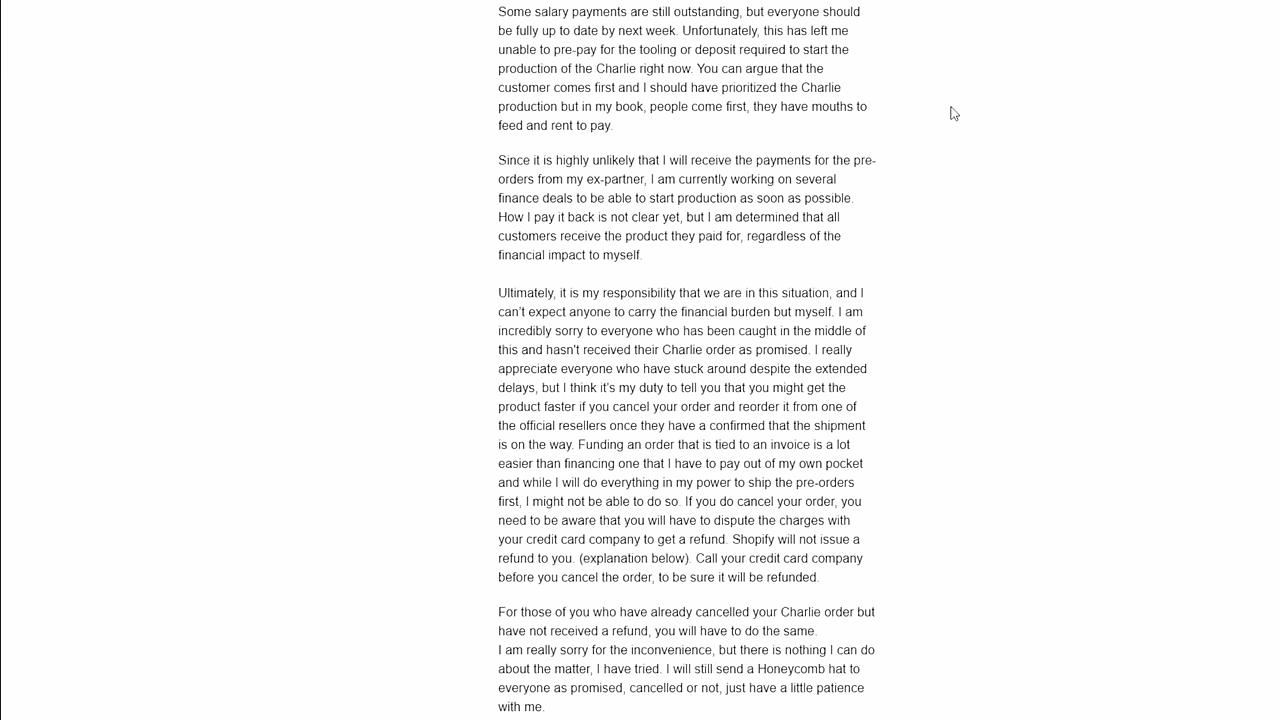 Some salary payments are still outstanding, but everyone should
be fully up to date by next week. Unfortunately, this has left me
unable to pre-pay for the tooling or deposit required to start the
production of the Charlie right now. You can argue that the
customer comes first and I should have prioritized the Charlie
production but in my book, people come first, they have mouths to
feed and rent to pay.
Since it is highly unlikely that I will receive the payments for the pre-
orders from my ex-partner, I am currently working on several
finance deals to be able to start production as soon as possible.
How I pay it back is not clear yet, but I am determined that all
customers receive the product they paid for, regardless of the
financial impact to myself.
Ultimately, it is my responsibility that we are in this situation, and I
can’t expect anyone to carry the financial burden but myself. I am
incredibly sorry to everyone who has been caught in the middle of
this and hasn't received their Charlie order as promised. I really
appreciate everyone who have stuck around despite the extended
delays, but I think it’s my duty to tell you that you might get the
product faster if you cancel your order and reorder it from one of
the official resellers once they have a confirmed that the shipment
is on the way. Funding an order that is tied to an invoice is a lot
easier than financing one that I have to pay out of my own pocket
and while I will do everything in my power to ship the pre-orders
first, I might not be able to do so. If you do cancel your order, you
need to be aware that you will have to dispute the charges with
your credit card company to get a refund. Shopify will not issue a
refund to you. (explanation below). Call your credit card company
before you cancel the order, to be sure it will be refunded.
For those of you who have already cancelled your Charlie order but
have not received a refund, you will have to do the same.
I am really sorry for the inconvenience, but there is nothing I can do
about the matter, I have tried. I will still send a Honeycomb hat to
everyone as promised, cancelled or not, just have a little patience
with me.